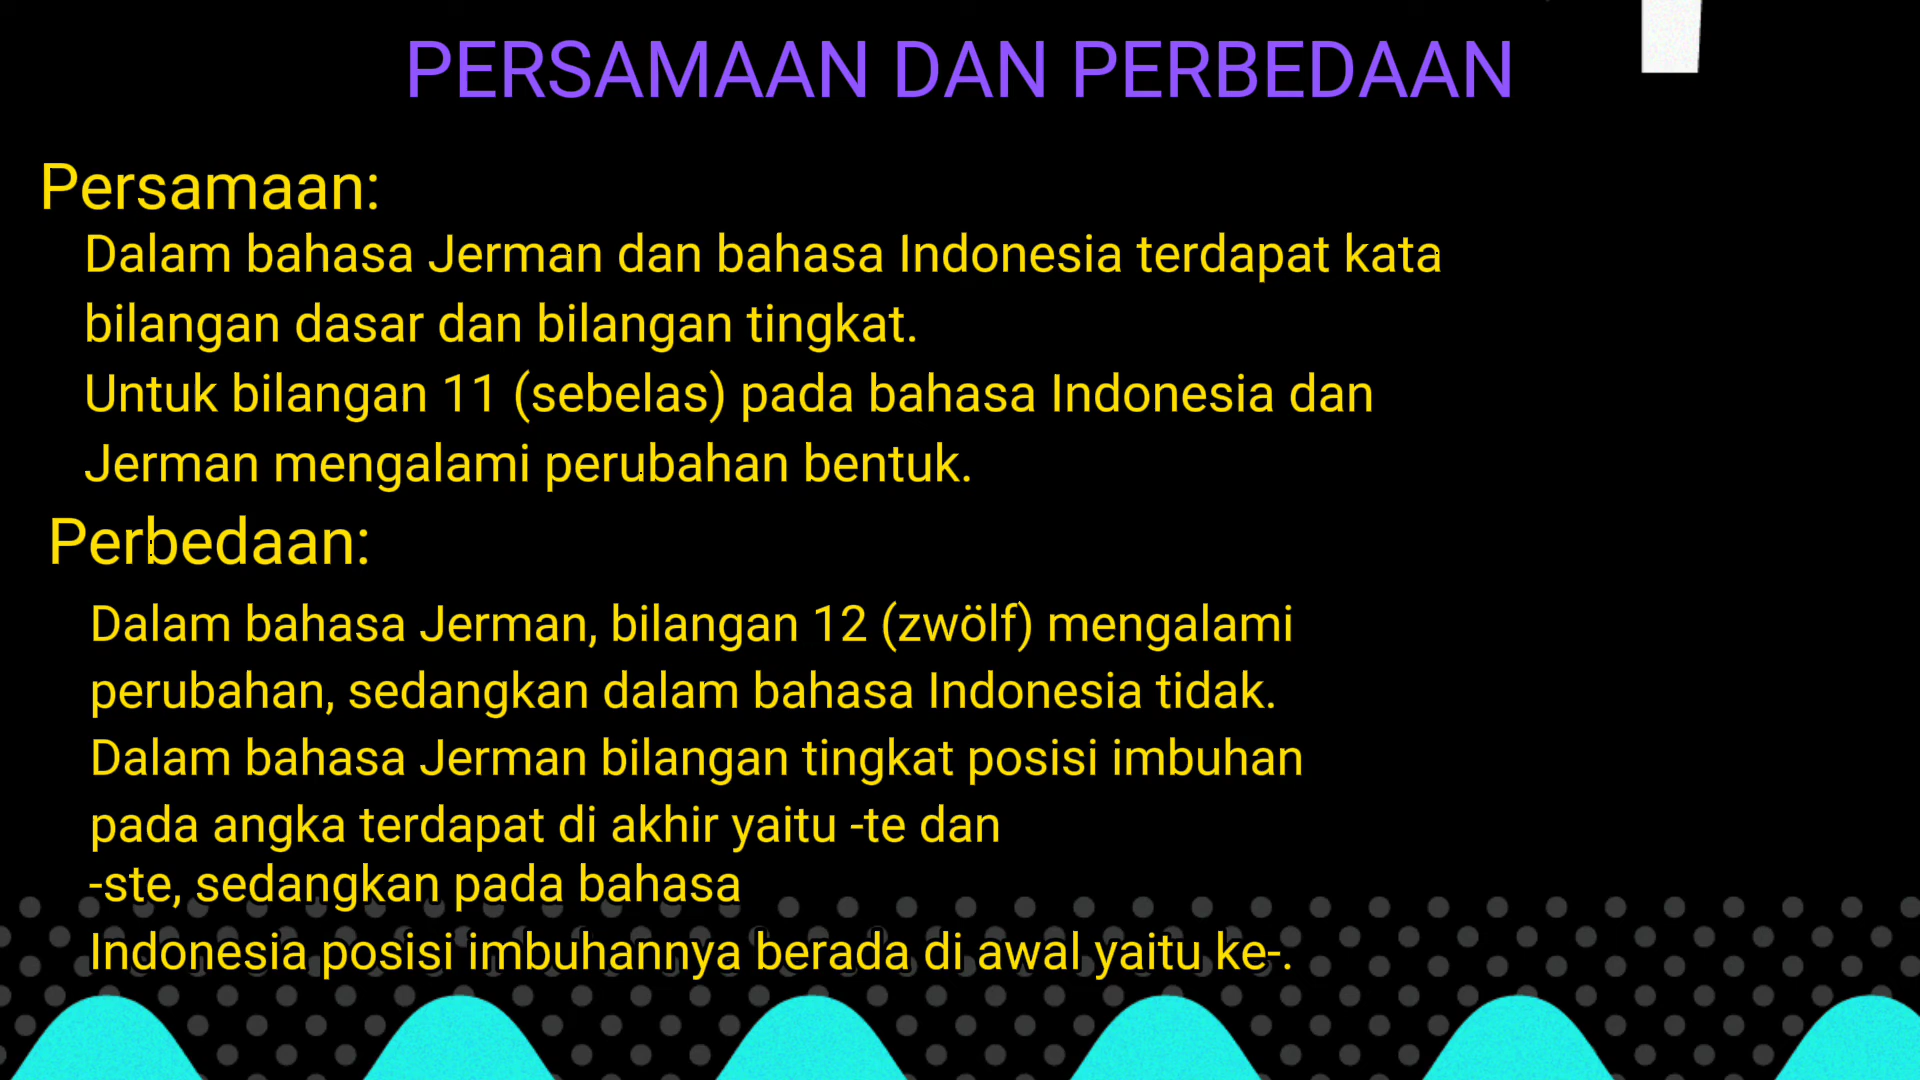 PERSAMAAN DAN PERBEDAAN
Persamaan:
Dalam bahasa Jerman dan bahasa Indonesia terdapat kata
bilangan dasar dan bilangan tingkat.
Untuk bilangan 11 (sebelas) pada bahasa Indonesia dan
Jerman mengalami perubahan bentuk.
Perbedaan:
Dalam bahasa Jerman, bilangan 12 (zwölf) mengalami
perubahan, sedangkan dalam bahasa Indonesia tidak.
Dalam bahasa Jerman bilangan tingkat posisi imbuhan
pada angka terdapat di akhir yaitu -te dan
-ste, sedangkan pada bahasa
Indonesia posisi imbuhannya berada di awal yaitu ke-.